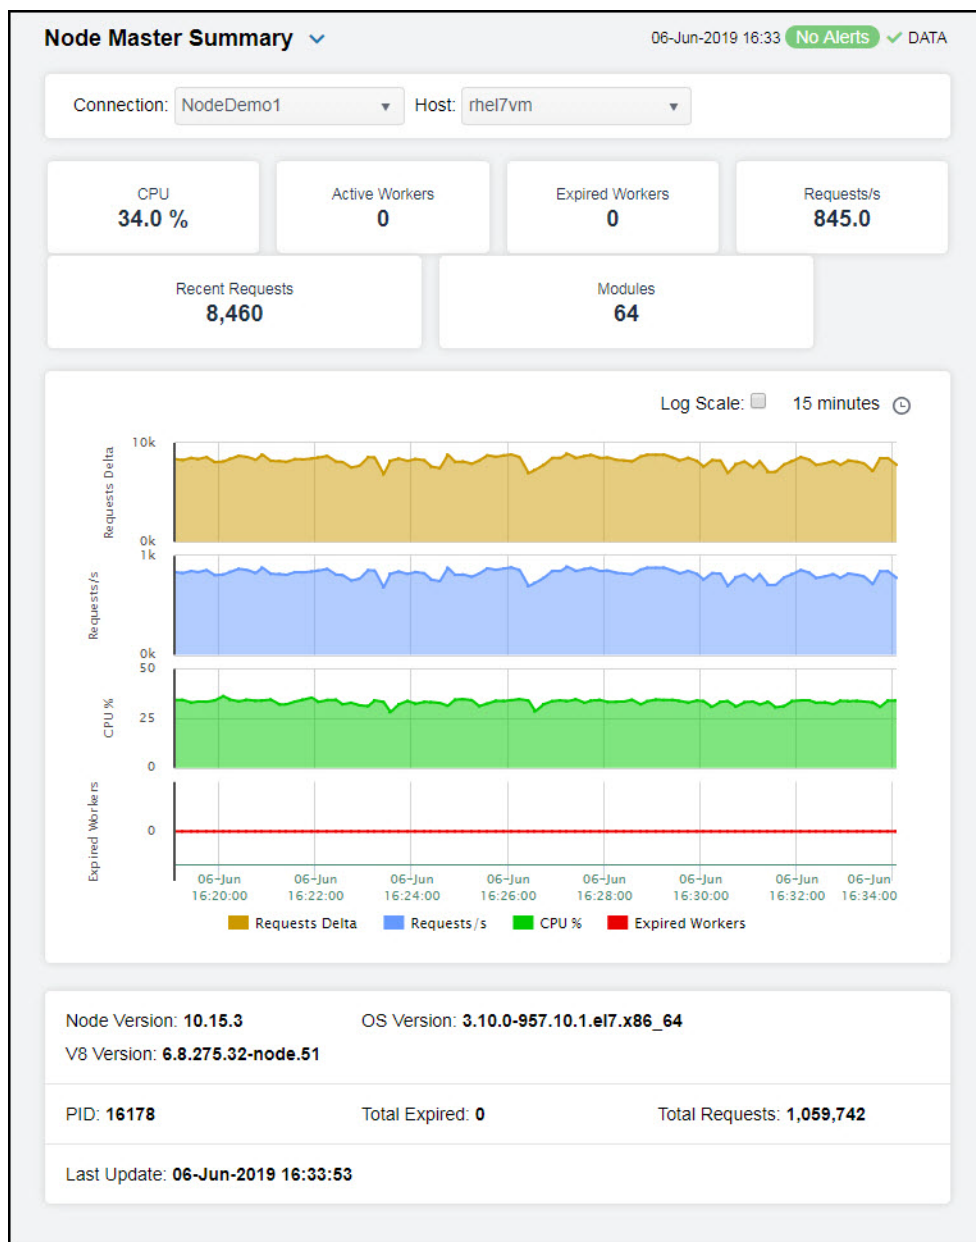 Node Master Summary
06-Jun-2019 16:33 No Alerts DATA
Connection: NodeDemo1 Host: rhel7vm
CPU
34.0 %
Active Workers
0
Expired Workers
0
Requests/s
845.0
Recent Requests
8,460
Modules
64
Log Scale: 15 minutes
Requests Delta
10k
0k
Requests/s
1k
0k
CPU %
50
25
0
Expired Workers
0
06-Jun 06-Jun 06-Jun 06-Jun 06-Jun 06-Jun 06-Jun 06-Jun
16:20:00 16:22:00 16:24:00 16:26:00 16:28:00 16:30:00 16:32:00 16:34:00
Requests Delta Requests/s CPU % Expired Workers
Node Version: 10.15.3 OS Version: 3.10.0-957.10.1.el7.x86_64
V8 Version: 6.8.275.32-node.51
PID: 16178 Total Expired: 0 Total Requests: 1,059,742
Last Update: 06-Jun-2019 16:33:53